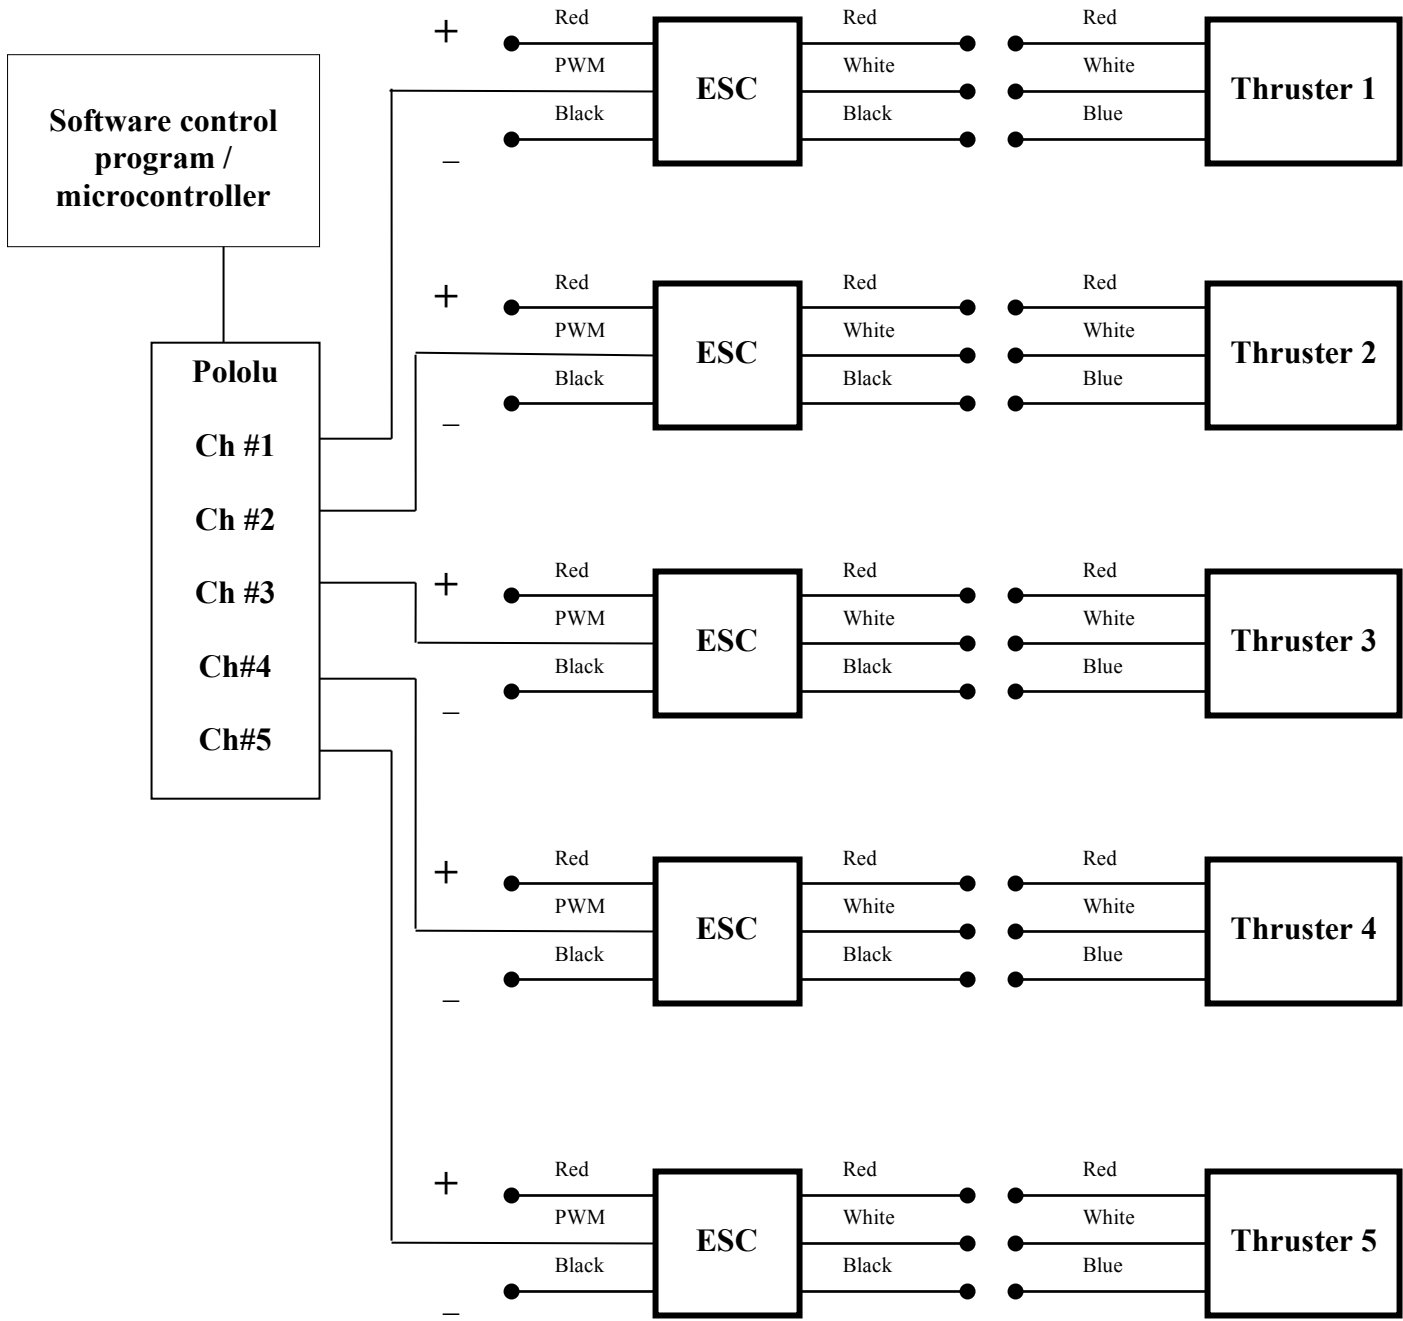 Software control
program /
microcontroller
Pololu
Ch #1
Ch #2
Ch #3
Ch#4
Ch#5
+ Red Red Red
PWM ESC White White Thruster 1
Black Black Blue
–
+ Red Red Red
PWM ESC White White Thruster 2
Black Black Blue
–
+ Red Red Red
PWM ESC White White Thruster 3
Black Black Blue
–
+ Red Red Red
PWM ESC White White Thruster 4
Black Black Blue
–
+ Red Red Red
PWM ESC White White Thruster 5
Black Black Blue
–